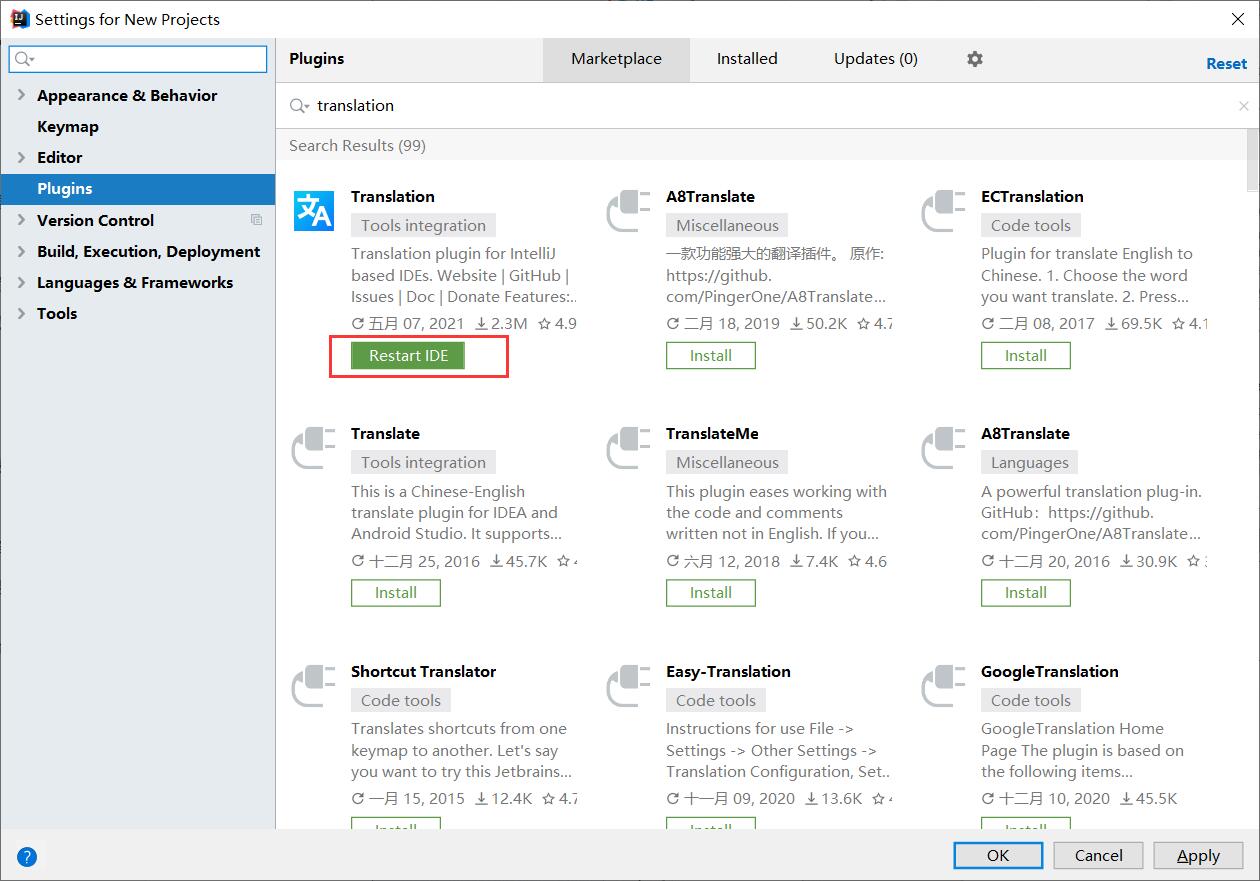 Settings for New Projects
Appearance & Behavior
Keymap
Editor
Plugins
Version Control
Build, Execution, Deployment
Languages & Frameworks
Tools
Plugins
Marketplace
Installed
Updates (0)
Reset
translation
Search Results (99)
Translation
Tools integration
Translation plugin for IntelliJ
based IDEs. Website | GitHub |
Issues | Doc | Donate Features:..
五月 07, 2021 2.3M 4.9
Restart IDE
A8Translate
Miscellaneous
一款功能强大的翻译插件。 原作:
https://github.
com/PingerOne/A8Translate...
二月 18, 2019 50.2K 4.7
Install
ECTranslation
Code tools
Plugin for translate English to
Chinese. 1. Choose the word
you want translate. 2. Press...
二月 08, 2017 69.5K 4.1
Install
Translate
Tools integration
This is a Chinese-English
translate plugin for IDEA and
Android Studio. It supports...
十二月 25, 2016 45.7K
Install
TranslateMe
Miscellaneous
This plugin eases working with
the code and comments
written not in English. If you...
六月 12, 2018 7.4K 4.6
Install
A8Translate
Languages
A powerful translation plug-in.
GitHub：https://github.
com/PingerOne/A8Translate...
十二月 20, 2016 30.9K
Install
Shortcut Translator
Code tools
Translates shortcuts from one
keymap to another. Let's say
you want to try this Jetbrains...
一月 15, 2015 12.4K 4.7
Install
Easy-Translation
Code tools
Instructions for use File ->
Settings -> Other Settings ->
Translation Configuration, Set..
十一月 09, 2020 13.6K
Install
GoogleTranslation
Code tools
GoogleTranslation Home
Page The plugin is based on
the following items...
十二月 10, 2020 45.5K
Install
?
OK
Cancel
Apply